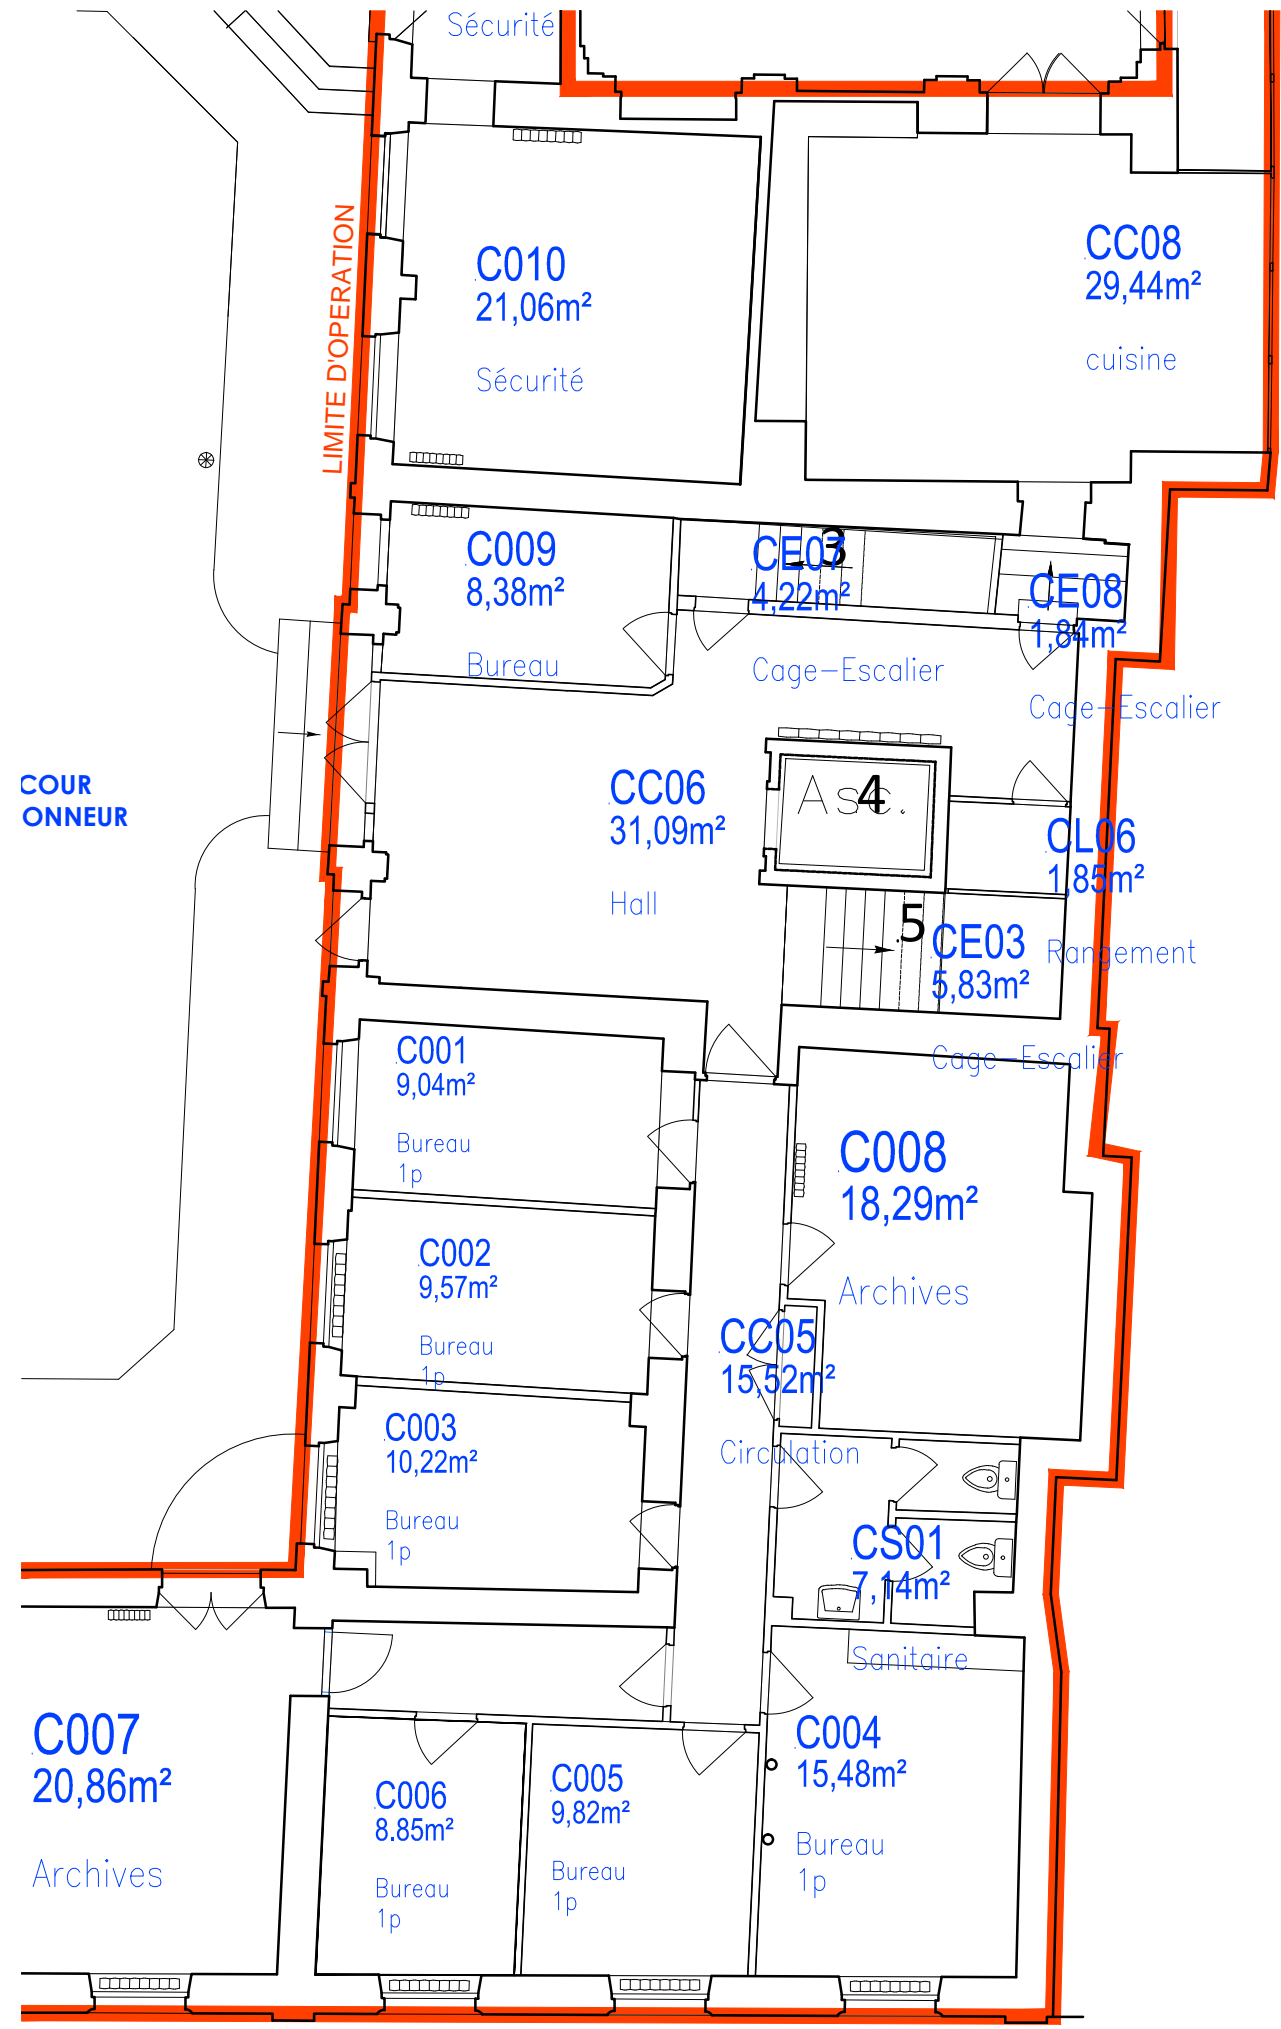 Sécurité
LIMITE D'OPERATION
C010
21,06m²
Sécurité
CC08
29,44m²
cuisine
C009
8,38m²
Bureau
CE07
3
4,22m²
Cage-Escalier
CE08
1,84m²
Cage-Escalier
COUR
ONNEUR
CC06
31,09m²
Hall
Asc.
4
CL06
1,85m²
Rangement
5
CE03
5,83m²
Cage-Escalier
C001
9,04m²
Bureau
1p
C008
18,29m²
Archives
C002
9,57m²
Bureau
1p
CC05
15,52m²
Circulation
C003
10,22m²
Bureau
1p
CS01
7,14m²
Sanitaire
C007
20,86m²
Archives
C006
8.85m²
Bureau
1p
C005
9,82m²
Bureau
1p
C004
15,48m²
Bureau
1p